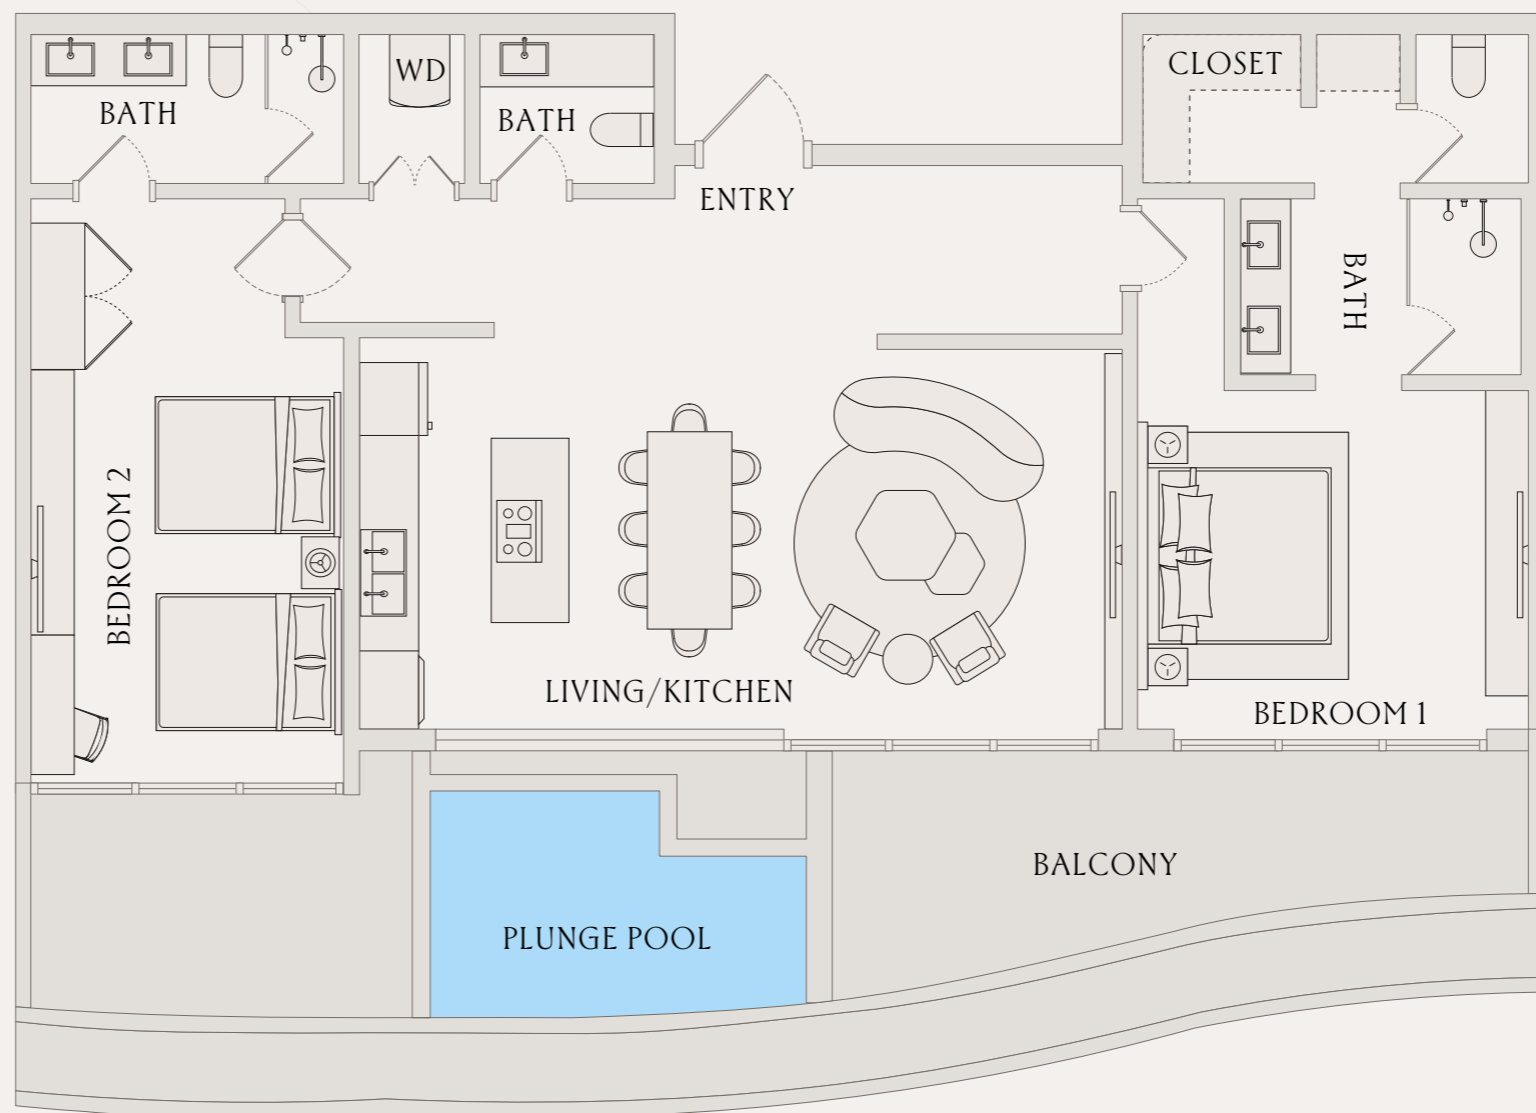 CLOSET
WD
BATH
BATH
ENTRY
BATH
BEDROOM 2
LIVING/KITCHEN
BEDROOM 1
BALCONY
PLUNGE POOL